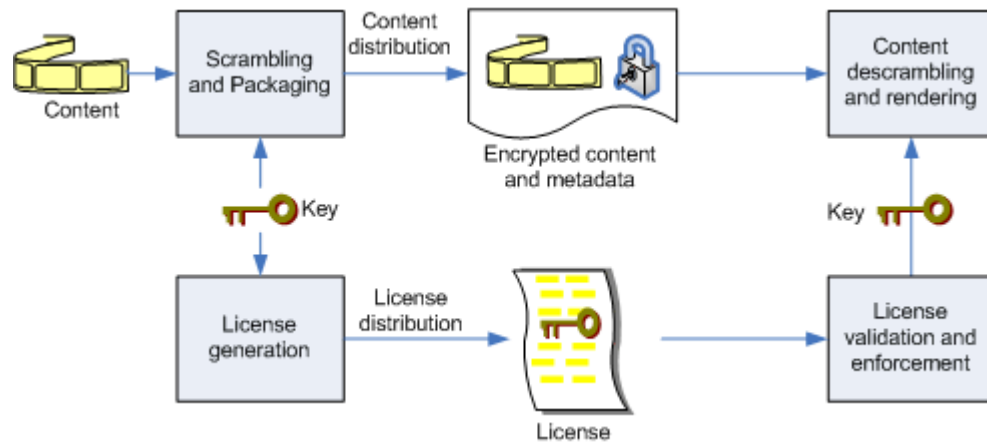 Content
Scrambling
and Packaging
Content
distribution
Encrypted content
and metadata
Content
descrambling
and rendering
Key
Key
License
generation
License
distribution
License
License
validation and
enforcement